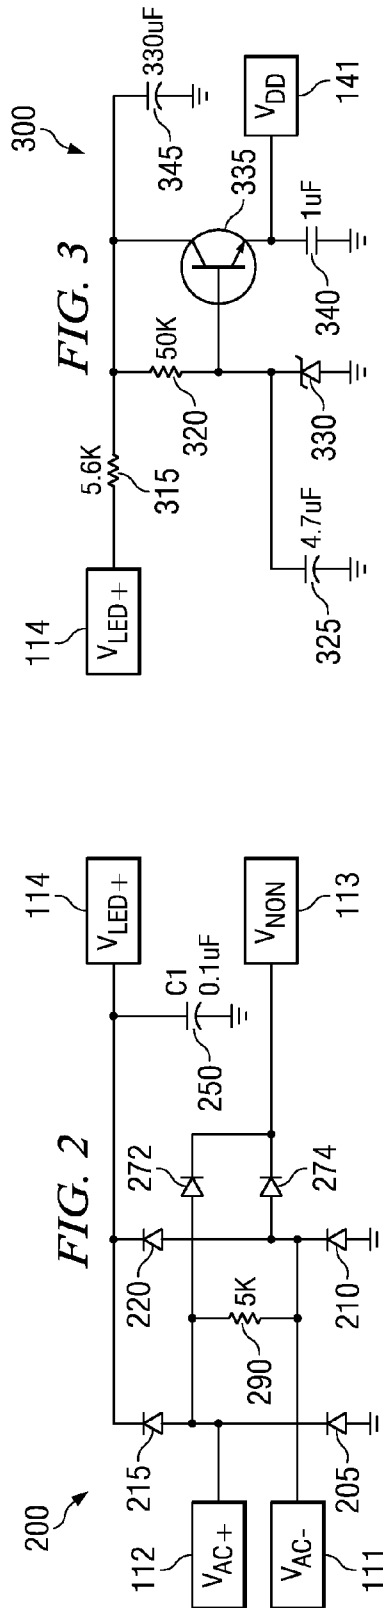 FIG. 2
200
112
V_AC+
V_AC-
111
215
205
220
210
290
5K
272
274
250
C1
0.1uF
114
V_LED+
V_NON
113
FIG. 3
300
114
V_LED+
5.6K
315
50K
320
325
4.7uF
330
335
340
1uF
345
330uF
V_DD
141